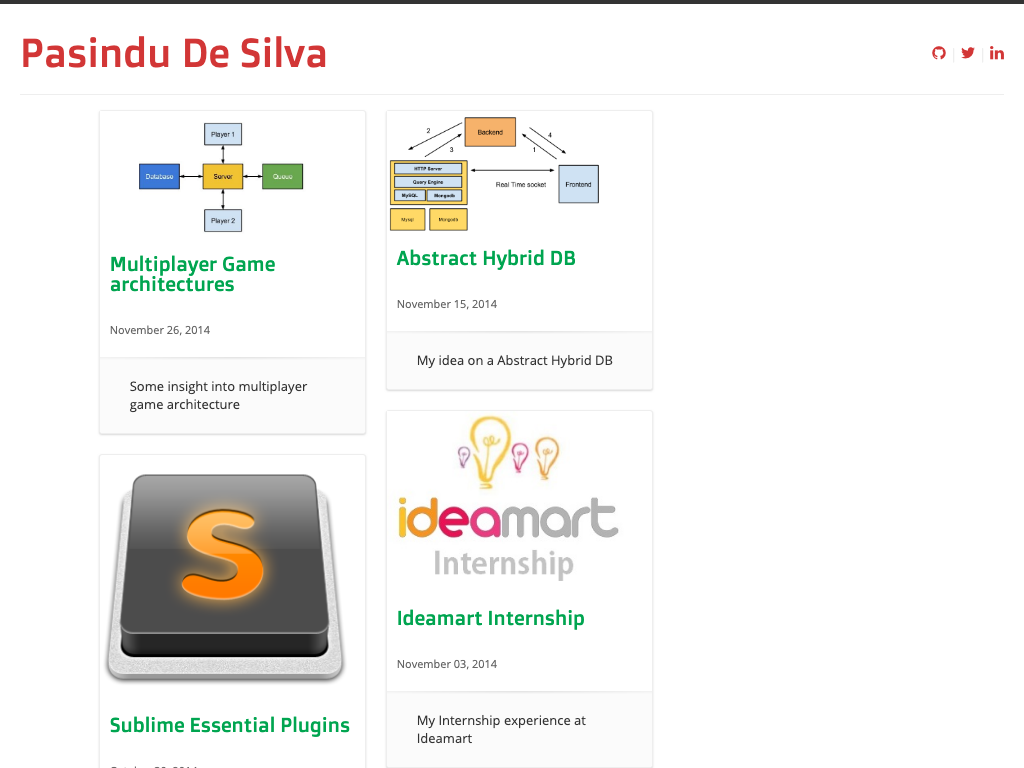 Pasindu De Silva
Player 1
Database
Server
Queue
Player 2
Multiplayer Game
architectures
November 26, 2014
Some insight into multiplayer
game architecture
2
Backend
4
3
1
HTTP Server
Query Engine
MySQL
Mongodb
Real Time socket
Frontend
Mysql
Mongodb
Abstract Hybrid DB
November 15, 2014
My idea on a Abstract Hybrid DB
S
Sublime Essential Plugins
ideamart
Internship
Ideamart Internship
November 03, 2014
My Internship experience at
Ideamart